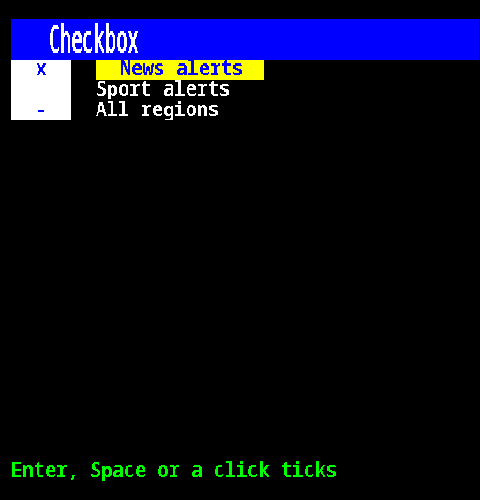 Checkbox
x News alerts
Sport alerts
- All regions
Enter, Space or a click ticks